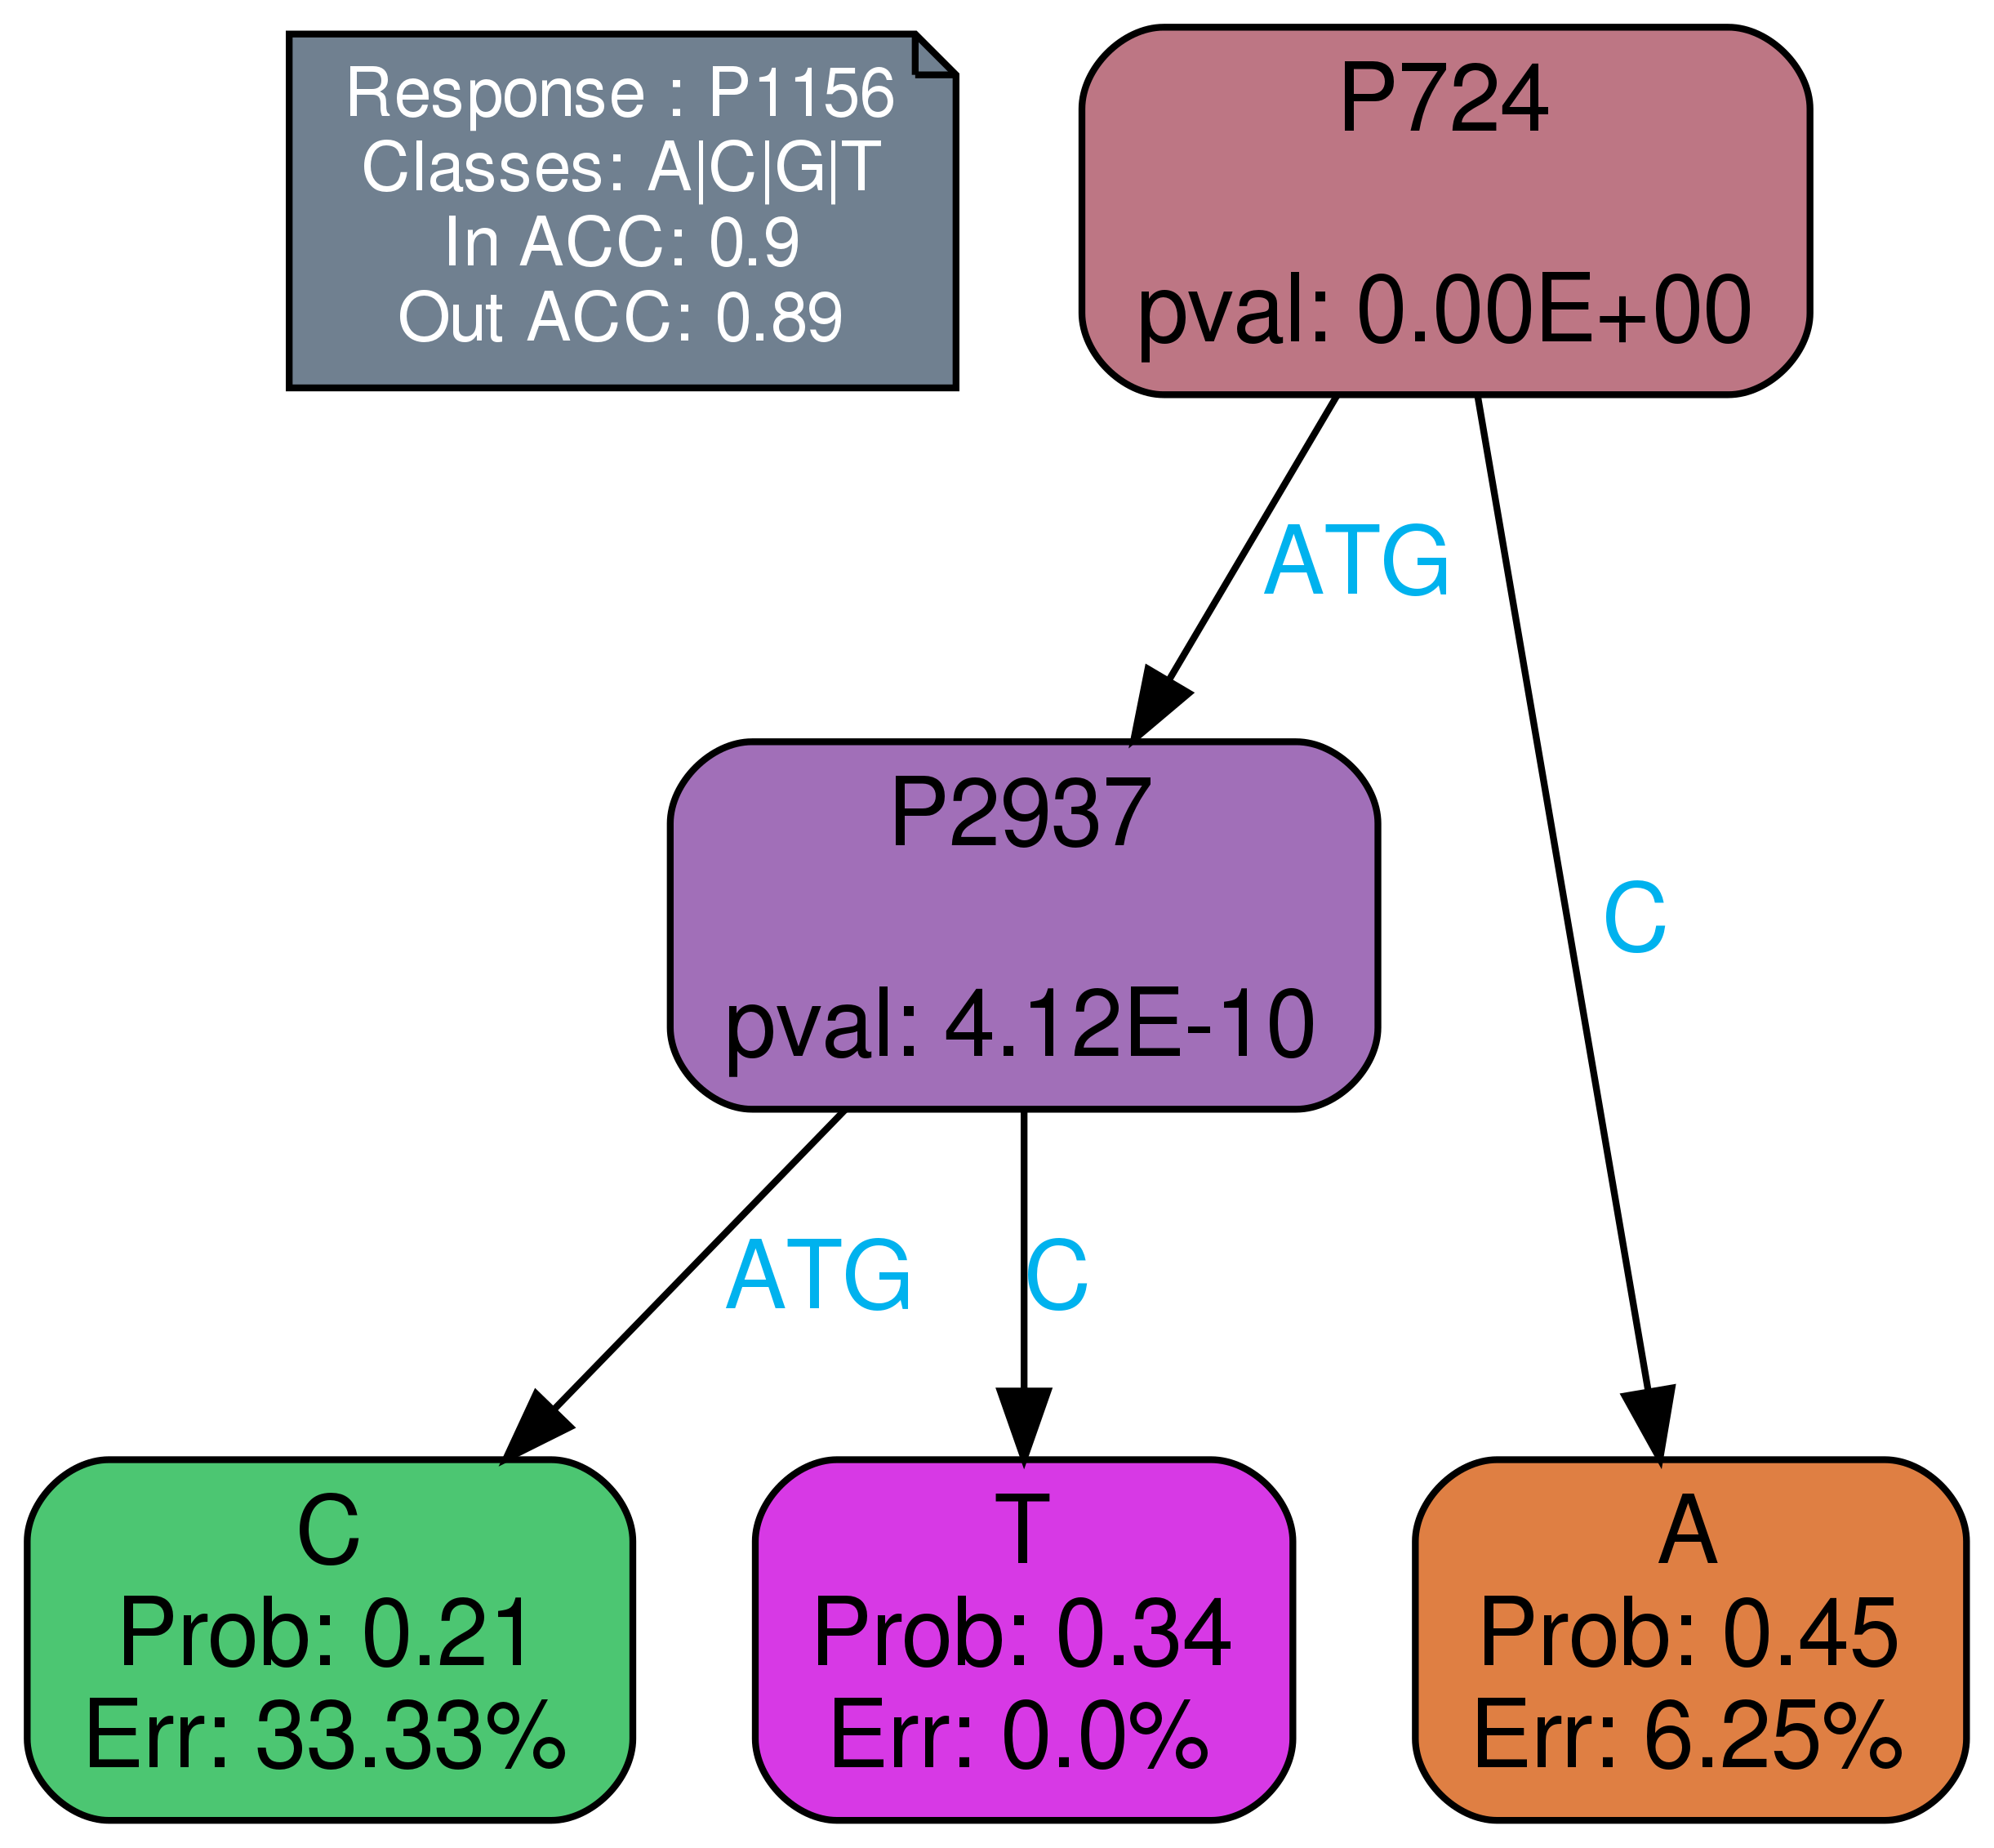 Response : P1156
Classes: A|C|G|T
In ACC: 0.9
Out ACC: 0.89
P724
pval: 0.00E+00
ATG
C
P2937
pval: 4.12E-10
ATG
C
C
Prob: 0.21
Err: 33.33%
T
Prob: 0.34
Err: 0.0%
A
Prob: 0.45
Err: 6.25%